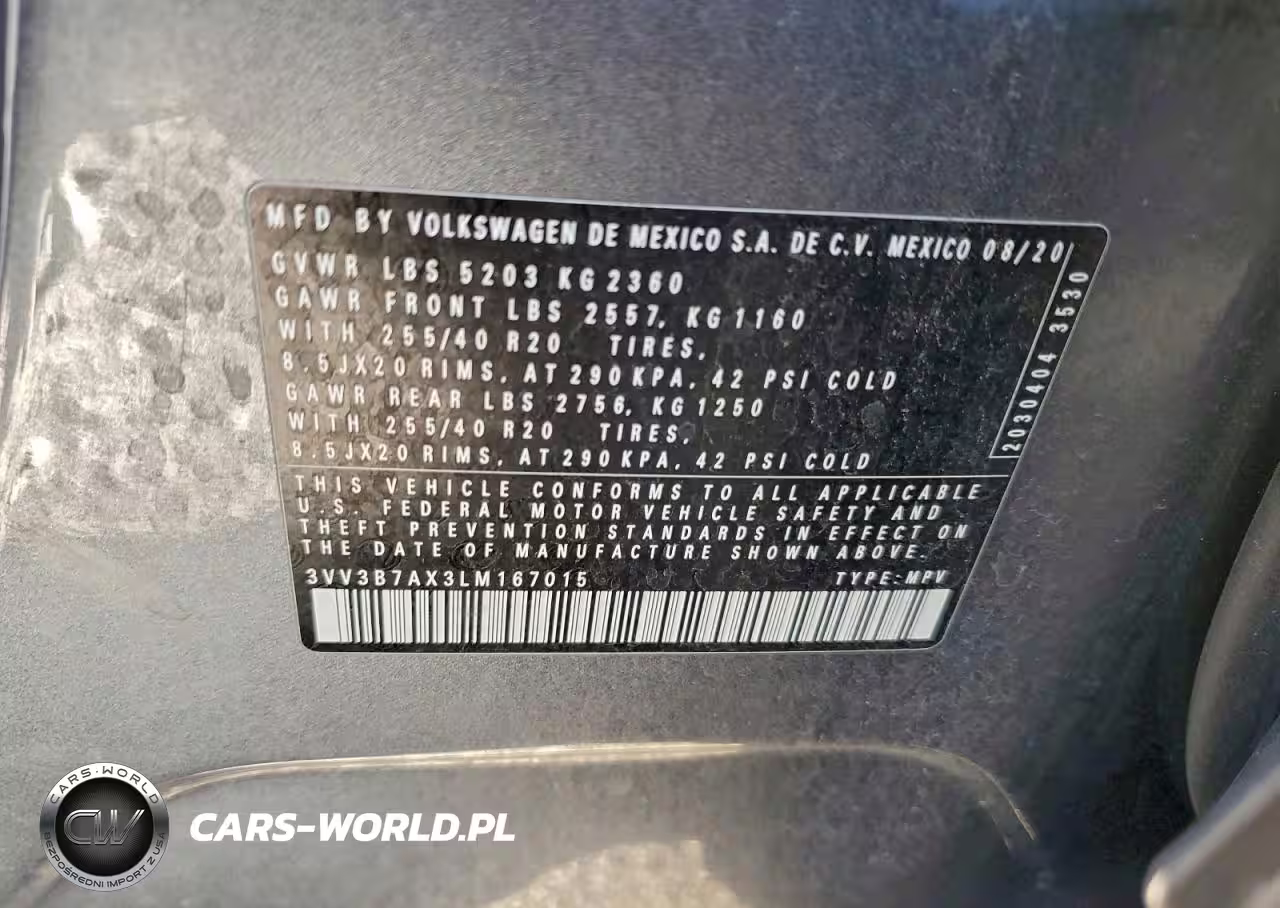 MFD BY VOLKSWAGEN DE MEXICO S.A. DE C.V. MEXICO 08/20
GVWR LBS 5203 KG 2360
GAWR FRONT LBS 2557, KG 1160
WITH 255/40 R20 TIRES,
8.5JX20 RIMS, AT 290 KPA, 42 PSI COLD
GAWR REAR LBS 2756, KG 1250
WITH 255/40 R20 TIRES,
8.5JX20 RIMS, AT 290 KPA, 42 PSI COLD
2030404 3530
THIS VEHICLE CONFORMS TO ALL APPLICABLE
U.S. FEDERAL MOTOR VEHICLE SAFETY AND
THEFT PREVENTION STANDARDS IN EFFECT ON
THE DATE OF MANUFACTURE SHOWN ABOVE.
3VV3B7AX3LM167015 TYPE:MPV
CARS-WORLD
CW
BEZPOŚREDNI IMPORT Z USA
CARS-WORLD.PL